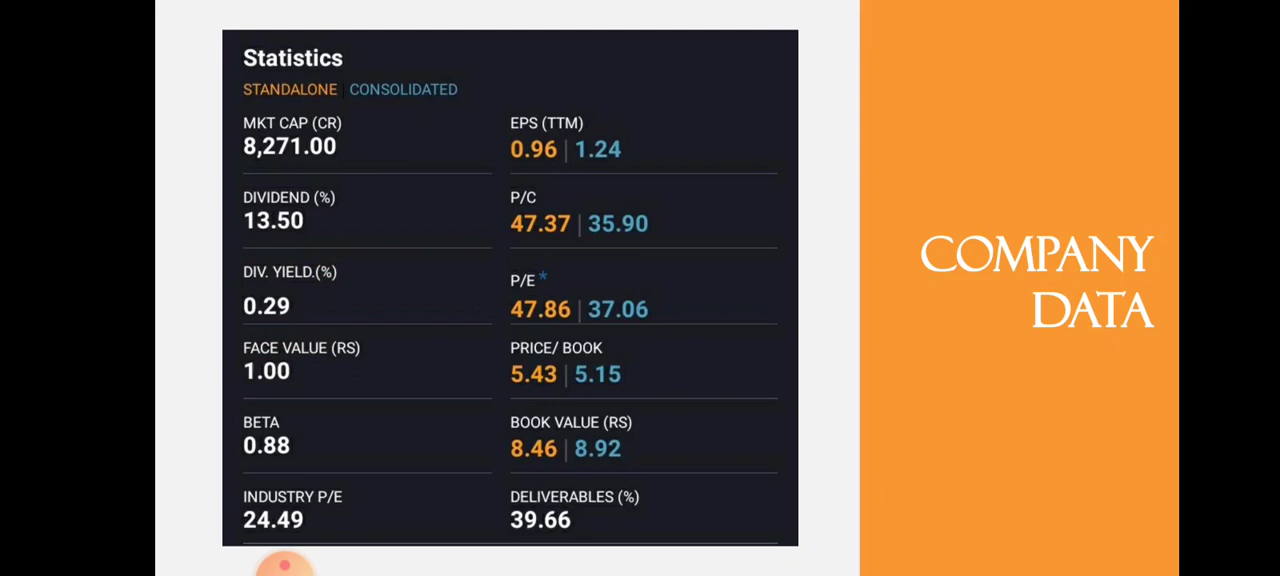 Statistics
STANDALONE | CONSOLIDATED
MKT CAP (CR)
8,271.00
EPS (TTM)
0.96 | 1.24
DIVIDEND (%)
13.50
P/C
47.37 | 35.90
DIV. YIELD.(%)
0.29
P/E *
47.86 | 37.06
FACE VALUE (RS)
1.00
PRICE/ BOOK
5.43 | 5.15
BETA
0.88
BOOK VALUE (RS)
8.46 | 8.92
INDUSTRY P/E
24.49
DELIVERABLES (%)
39.66
COMPANY
DATA